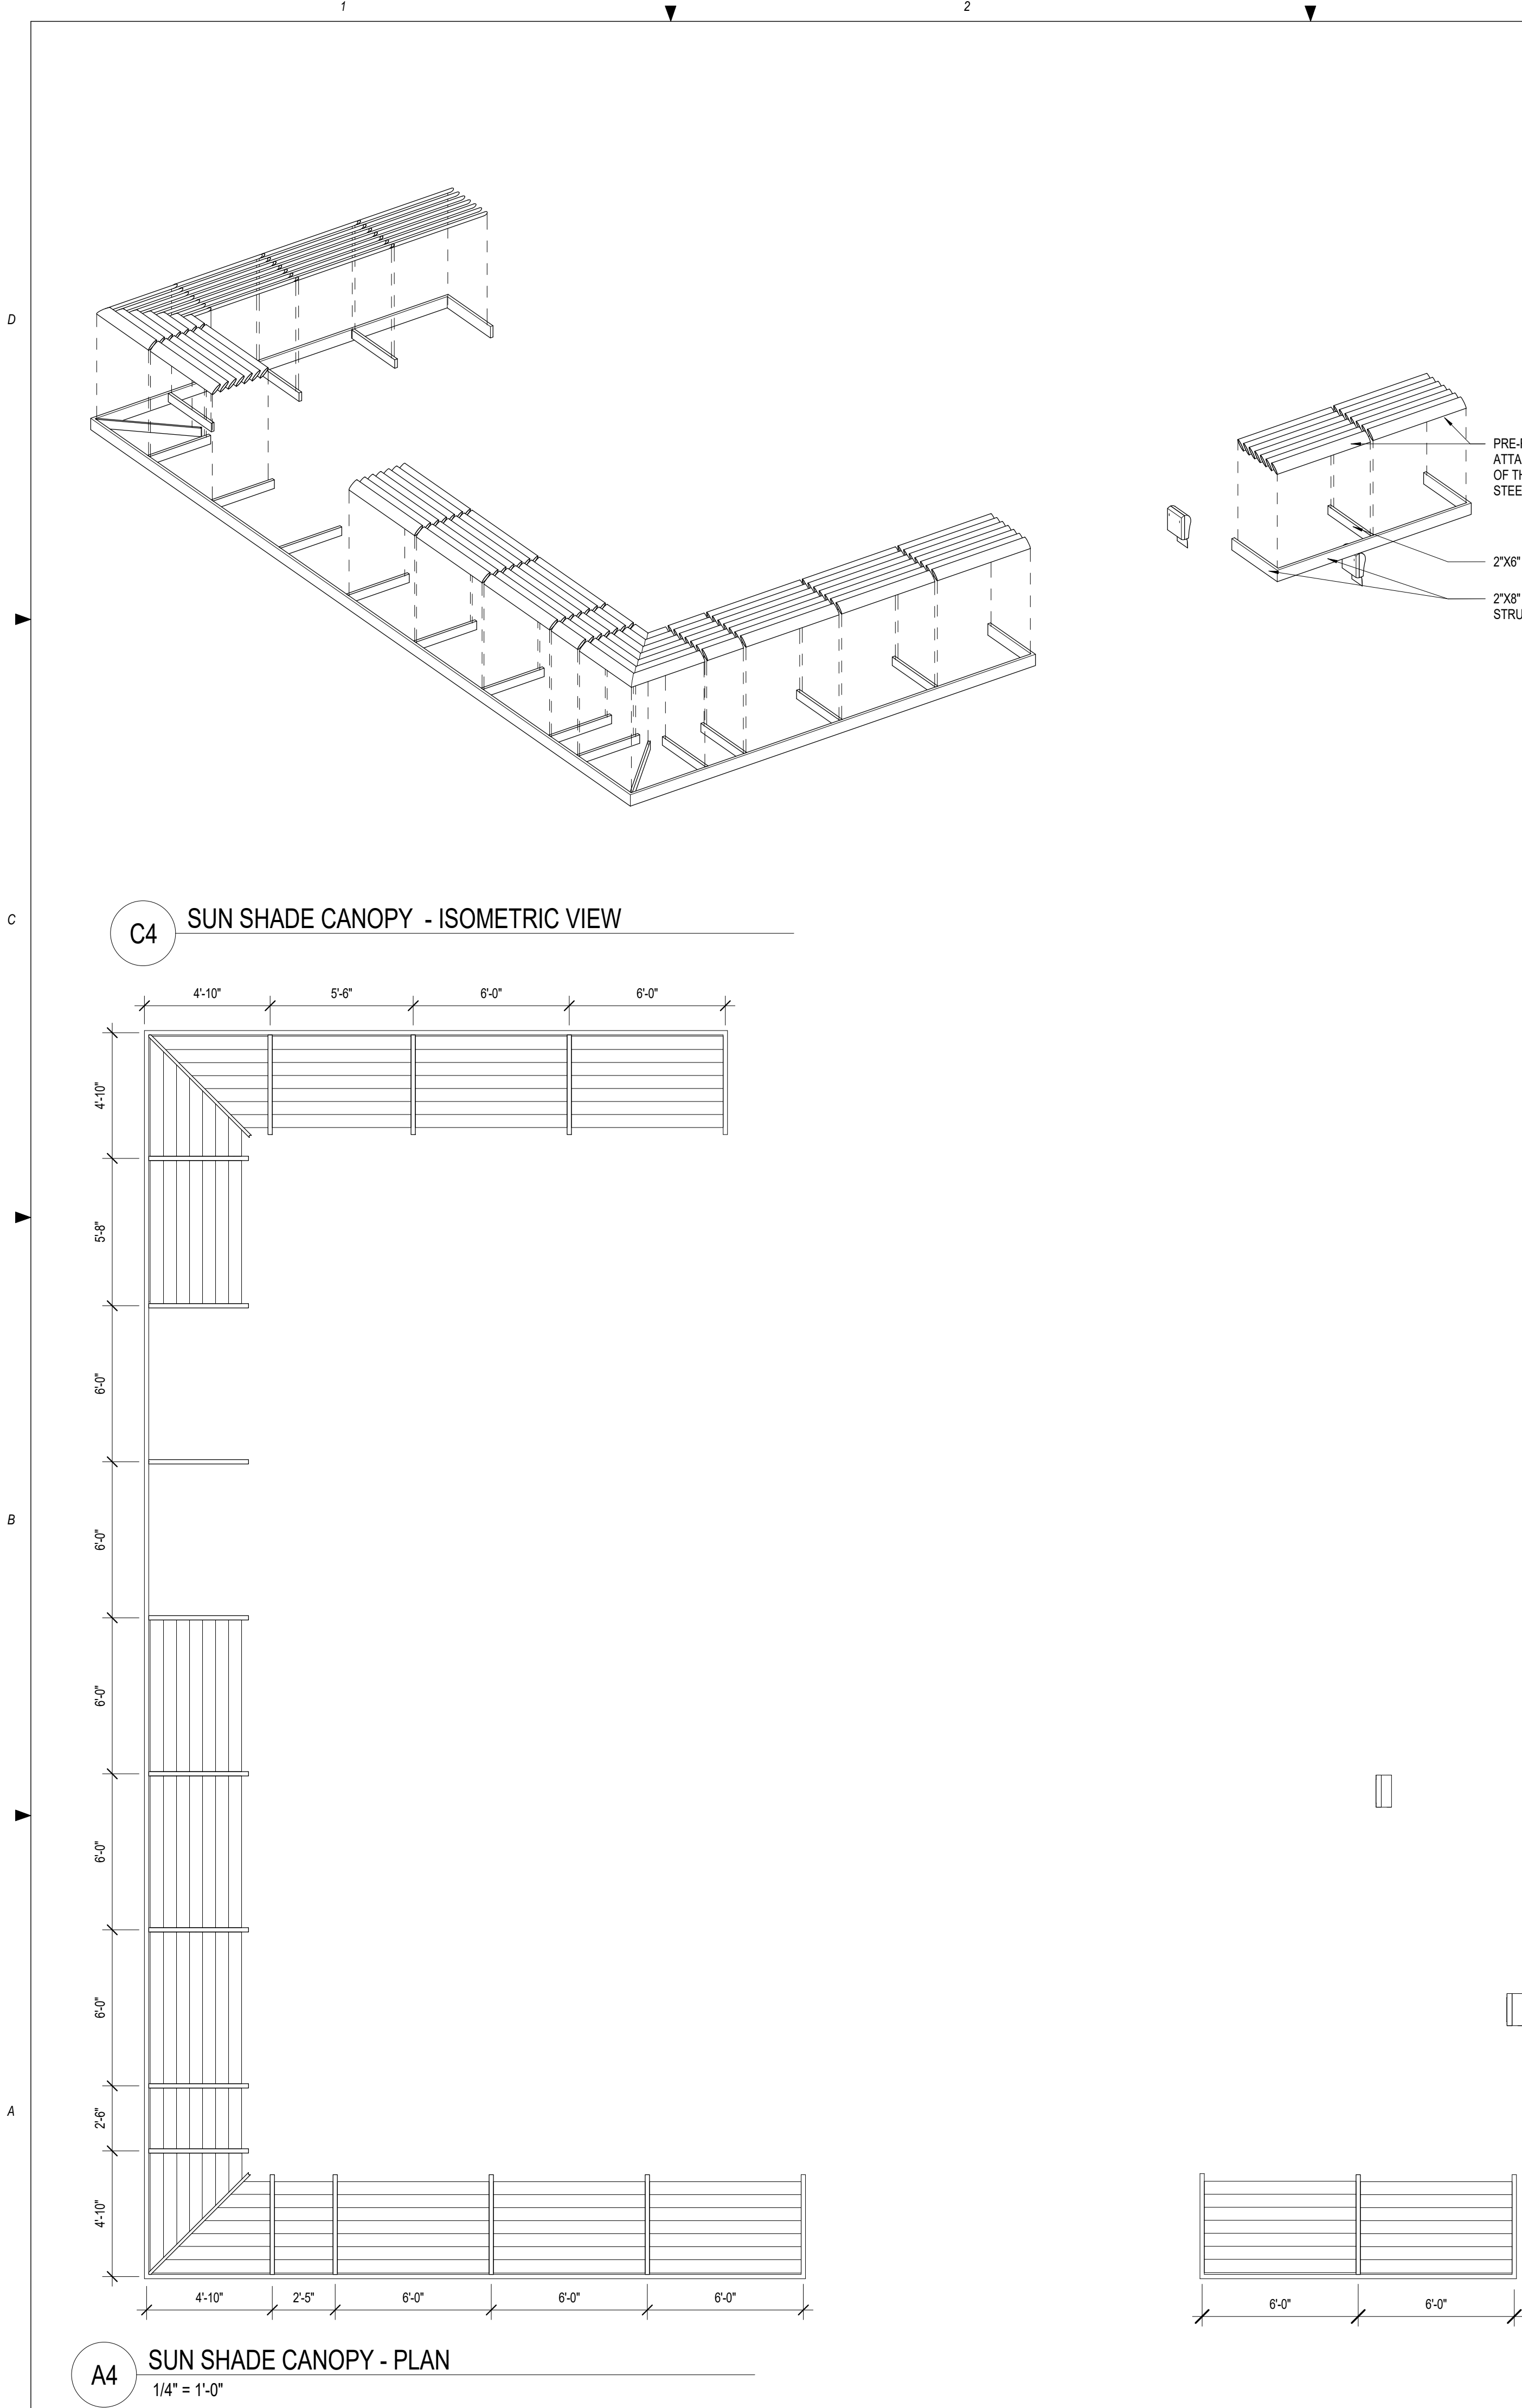 1
2
D
PRE-
ATTA
OF TH
STEE
2"X6"
2"X8"
STRU
C
C4
SUN SHADE CANOPY - ISOMETRIC VIEW
4'-10"
5'-6"
6'-0"
6'-0"
4'-10"
5'-8"
6'-0"
B
6'-0"
6'-0"
6'-0"
6'-0"
A
2'-6"
4'-10"
4'-10"
2'-5"
6'-0"
6'-0"
6'-0"
6'-0"
6'-0"
A4
SUN SHADE CANOPY - PLAN
1/4" = 1'-0"